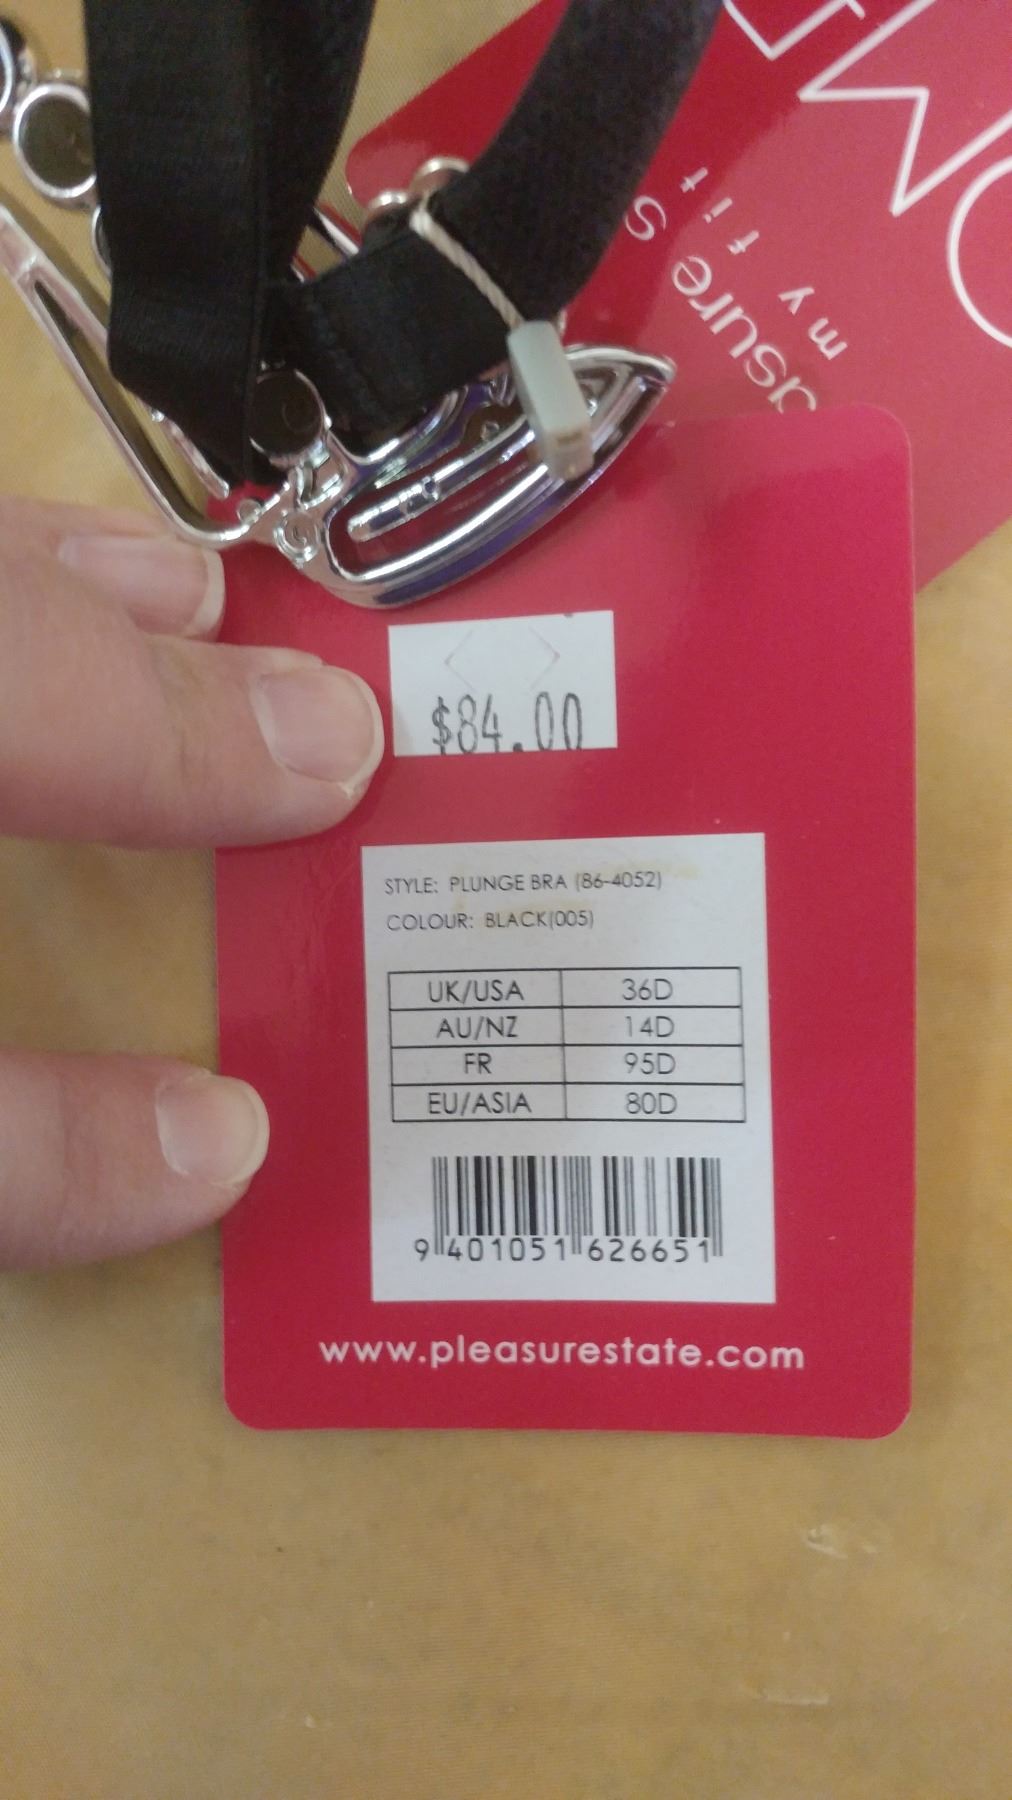 my fit
$84.00
STYLE: PLUNGE BRA (86-4052)
COLOUR: BLACK(005)
UK/USA 36D
AU/NZ 14D
FR 95D
EU/ASIA 80D
9 401051 626651
www.pleasurestate.com